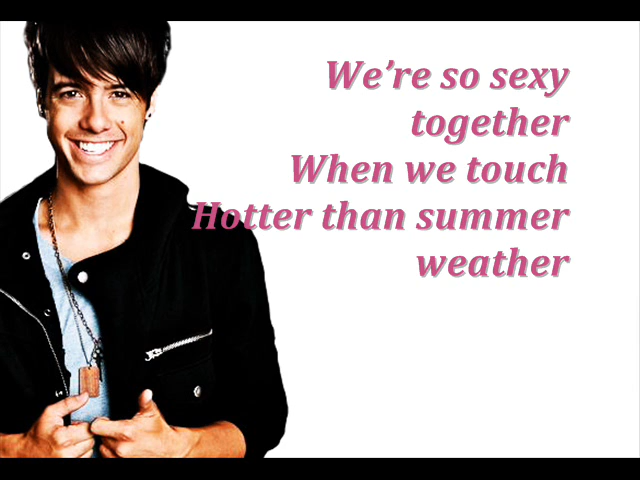 We’re so sexy
together
When we touch
Hotter than summer
weather